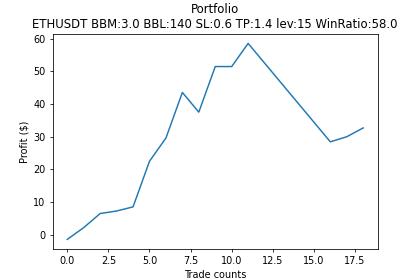 Portfolio
ETHUSDT BBM:3.0 BBL:140 SL:0.6 TP:1.4 lev:15 WinRatio:58.0
60
50
40
30
20
10
0
Profit ($)
0.0 2.5 5.0 7.5 10.0 12.5 15.0 17.5
Trade counts